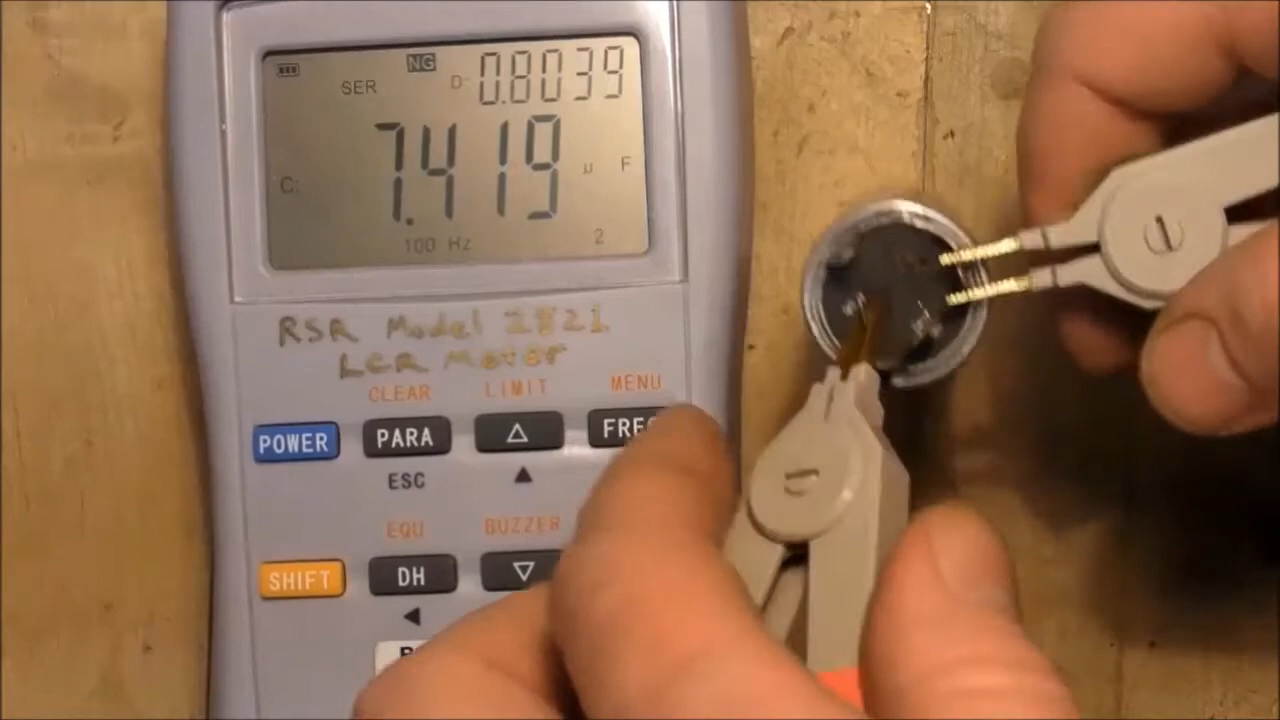 NG
SER D 0.8039
C: 7.419 μ F
100 Hz 2
RSR Model 2821
LCR Meter
CLEAR LIMIT MENU
POWER PARA △ FREQ
ESC ▲
EQU BUZZER
SHIFT DH ▽
◀